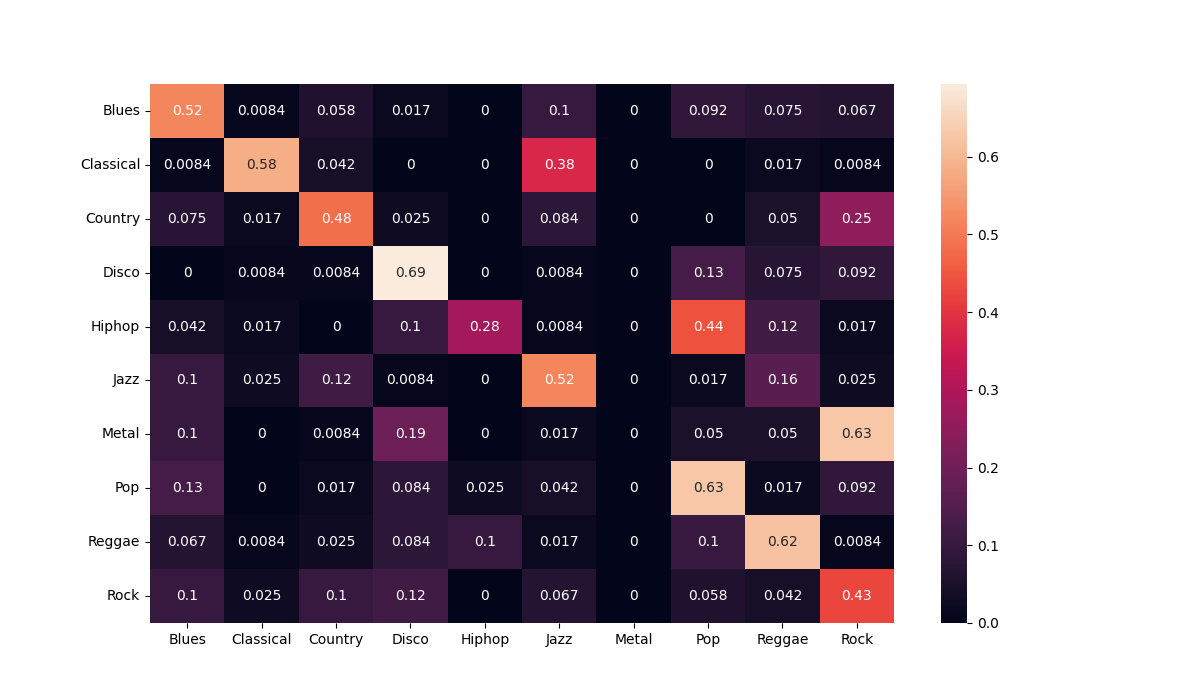 Blues 0.52 0.0084 0.058 0.017 0 0.1 0 0.092 0.075 0.067
Classical 0.0084 0.58 0.042 0 0 0.38 0 0 0.017 0.0084
Country 0.075 0.017 0.48 0.025 0 0.084 0 0 0.05 0.25
Disco 0 0.0084 0.0084 0.69 0 0.0084 0 0.13 0.075 0.092
Hiphop 0.042 0.017 0 0.1 0.28 0.0084 0 0.44 0.12 0.017
Jazz 0.1 0.025 0.12 0.0084 0 0.52 0 0.017 0.16 0.025
Metal 0.1 0 0.0084 0.19 0 0.017 0 0.05 0.05 0.63
Pop 0.13 0 0.017 0.084 0.025 0.042 0 0.63 0.017 0.092
Reggae 0.067 0.0084 0.025 0.084 0.1 0.017 0 0.1 0.62 0.0084
Rock 0.1 0.025 0.1 0.12 0 0.067 0 0.058 0.042 0.43
Blues Classical Country Disco Hiphop Jazz Metal Pop Reggae Rock
0.6
0.5
0.4
0.3
0.2
0.1
0.0